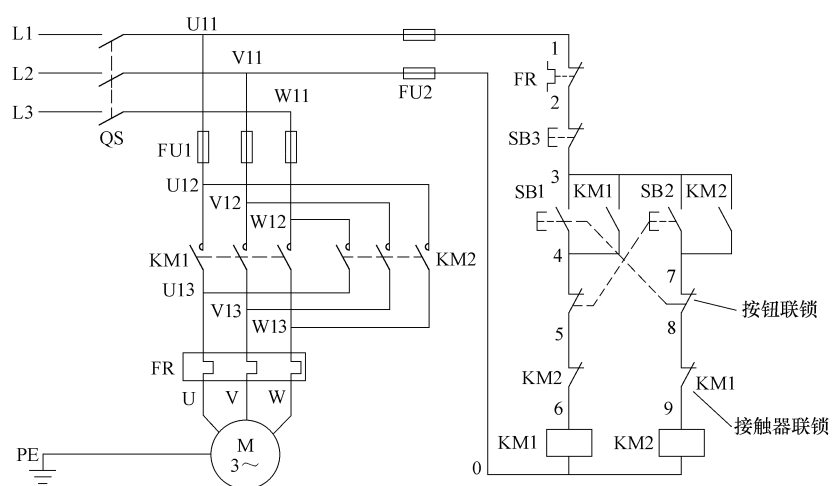 U11
L1
1
V11
L2
FR
W11
FU2
2
L3
QS
FU1
SB3
U12
3
SB1
KM1
SB2
KM2
V12
W12
KM1
KM2
4
7
U13
V13
W13
按钮联锁
5
8
FR
KM2
KM1
U
V
W
6
9
接触器联锁
M
3～
KM1
KM2
PE
0